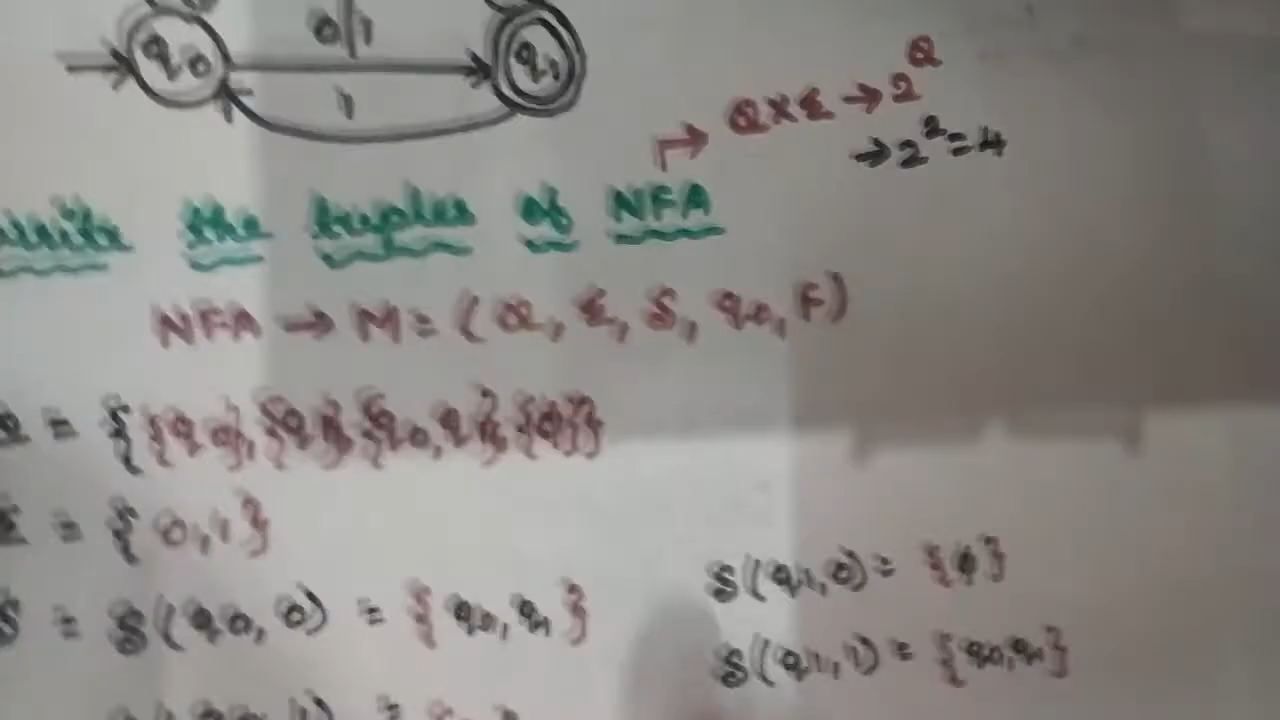 q0 0/1 q1
1
Q×Σ→2^Q
→2^2=4
the tuples of NFA
NFA → M = (Q, Σ, δ, q0, F)
Q = {{q0},{q1},{q0,q1},{ϕ}}
Σ = {0,1}
δ = δ(q0,0) = {q0,q1}
δ(q1,0) = {ϕ}
δ(q1,1) = {q0,q1}